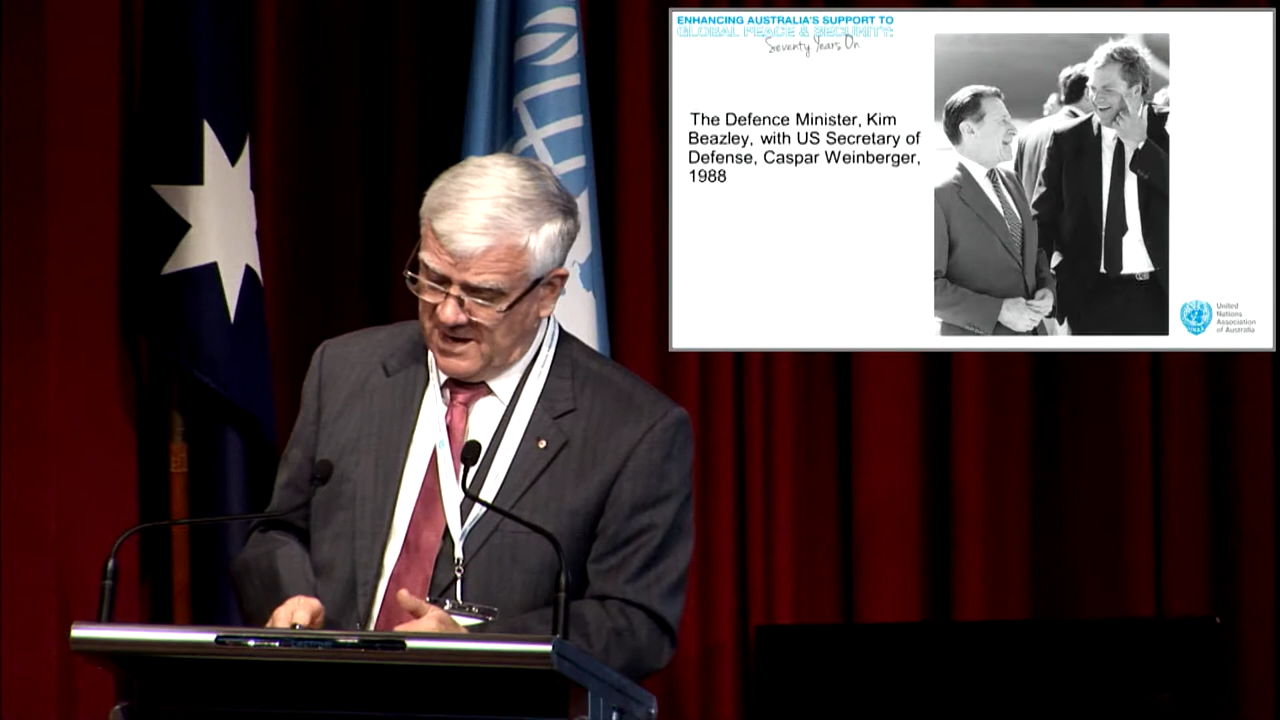 ENHANCING AUSTRALIA'S SUPPORT TO
GLOBAL PEACE & SECURITY:
Seventy Years On
The Defence Minister, Kim
Beazley, with US Secretary of
Defense, Caspar Weinberger,
1988
United
Nations
Association
of Australia